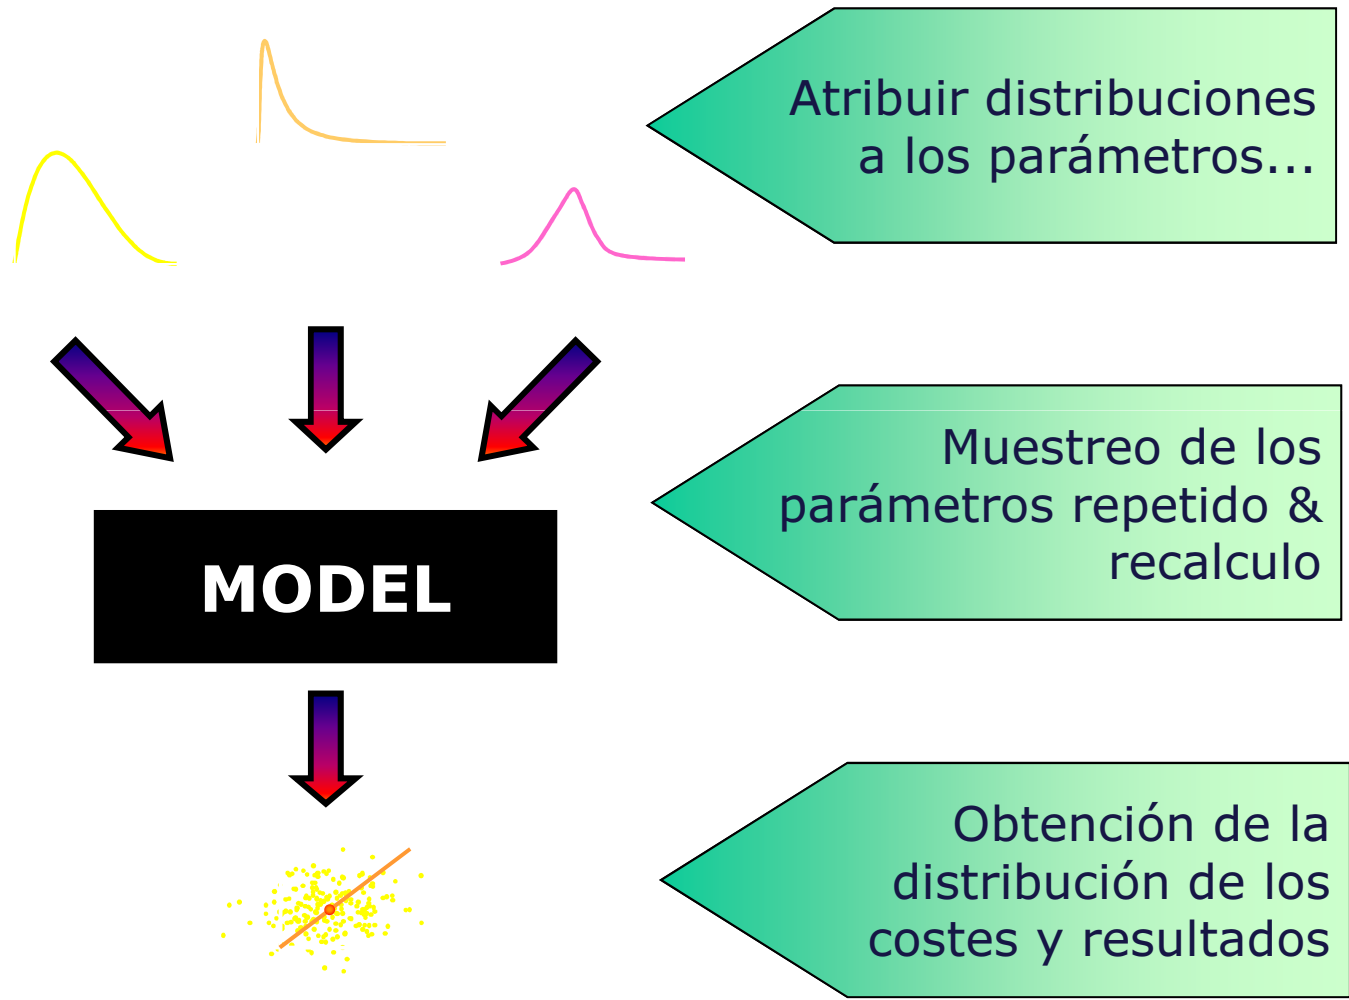 Atribuir distribuciones
a los parámetros...
Muestreo de los
parámetros repetido &
recalculo
MODEL
Obtención de la
distribución de los
costes y resultados